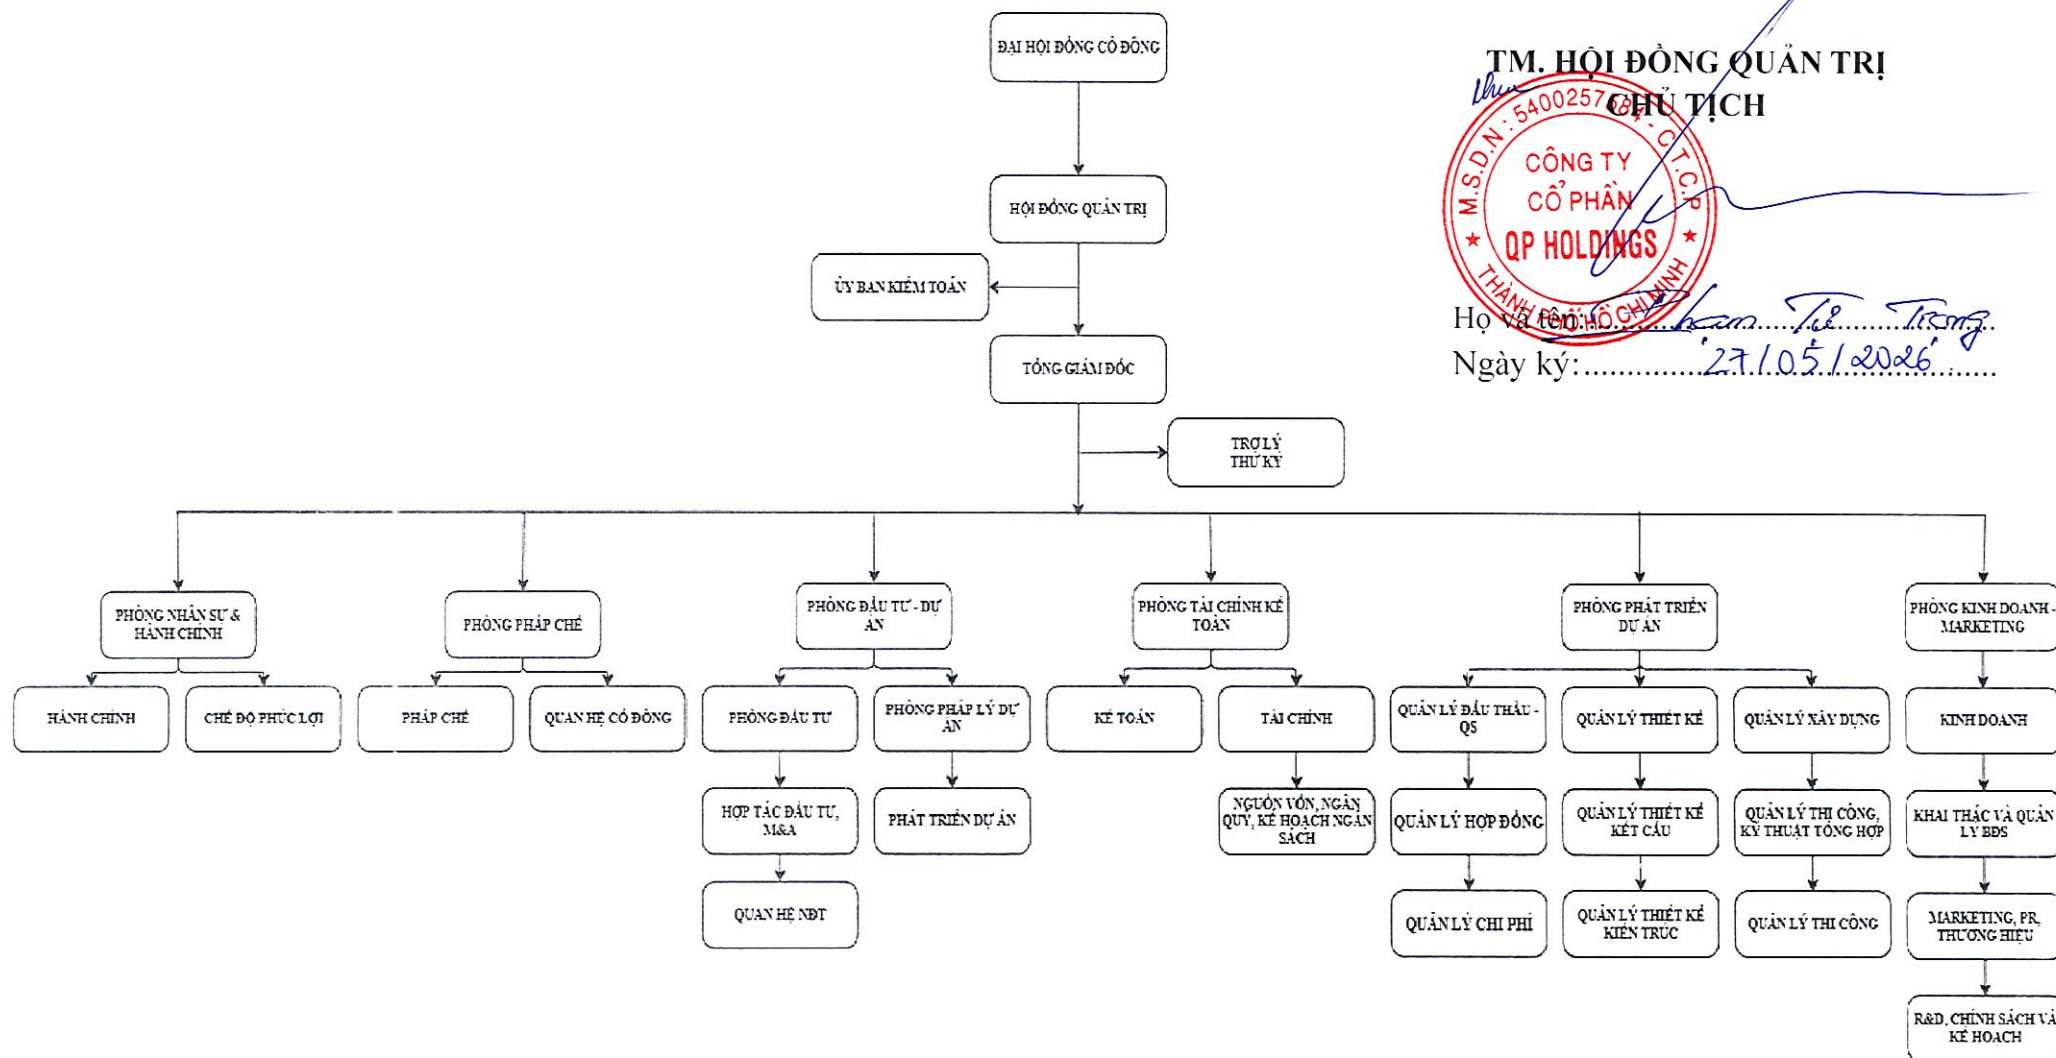 ĐẠI HỘI ĐỒNG CỔ ĐÔNG
TM. HỘI ĐỒNG QUẢN TRỊ
CHỦ TỊCH
M.S.D.N: 5400257684 - C.T.C.P
CÔNG TY
CỔ PHẦN
QP HOLDINGS
THÀNH PHỐ HỒ CHÍ MINH
Họ và tên: Phạm Tú Trọng
Ngày ký: 27/05/2026
HỘI ĐỒNG QUẢN TRỊ
ỦY BAN KIỂM TOÁN
TỔNG GIÁM ĐỐC
TRỢ LÝ
THƯ KÝ
PHÒNG NHÂN SỰ &
HÀNH CHÍNH
PHÒNG PHÁP CHẾ
PHÒNG ĐẦU TƯ - DỰ
ÁN
PHÒNG TÀI CHÍNH KẾ
TOÁN
PHÒNG PHÁT TRIỂN
DỰ ÁN
PHÒNG KINH DOANH -
MARKETING
HÀNH CHÍNH
CHẾ ĐỘ PHÚC LỢI
PHÁP CHẾ
QUAN HỆ CỔ ĐÔNG
PHÒNG ĐẦU TƯ
PHÒNG PHÁP LÝ DỰ
ÁN
KẾ TOÁN
TÀI CHÍNH
QUẢN LÝ ĐẤU THẦU -
QS
QUẢN LÝ THIẾT KẾ
QUẢN LÝ XÂY DỰNG
KINH DOANH
HỢP TÁC ĐẦU TƯ,
M&A
PHÁT TRIỂN DỰ ÁN
NGUỒN VỐN, NGÂN
QUỸ, KẾ HOẠCH NGÂN
SÁCH
QUẢN LÝ HỢP ĐỒNG
QUẢN LÝ THIẾT KẾ
KẾT CẤU
QUẢN LÝ THI CÔNG,
KỸ THUẬT TỔNG HỢP
KHAI THÁC VÀ QUẢN
LÝ BĐS
QUAN HỆ NĐT
QUẢN LÝ CHI PHÍ
QUẢN LÝ THIẾT KẾ
KIẾN TRÚC
QUẢN LÝ THI CÔNG
MARKETING, PR,
THƯƠNG HIỆU
R&D, CHÍNH SÁCH VÀ
KẾ HOẠCH